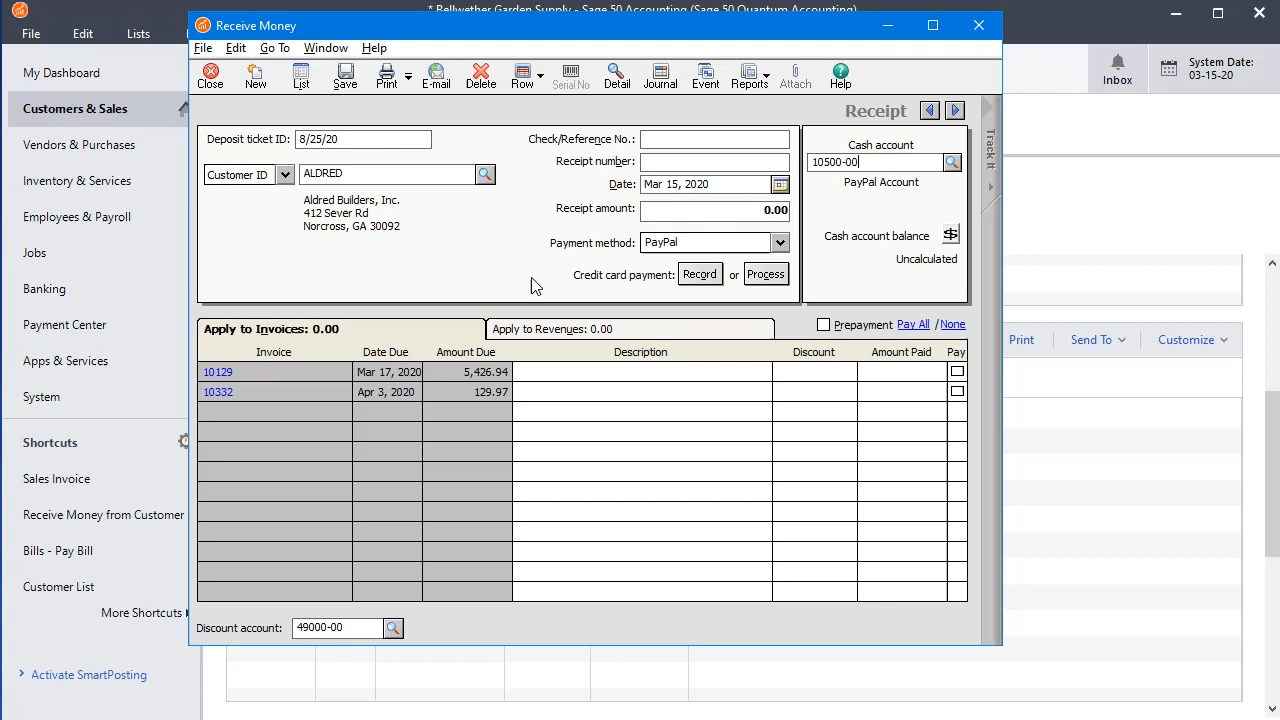 * Bellwether Garden Supply - Sage 50 Accounting (Sage 50 Quantum Accounting)
File Edit Lists
Receive Money
File Edit Go To Window Help
Close New List Save Print E-mail Delete Row Serial No Detail Journal Event Reports Attach Help
Inbox
System Date:
03-15-20
My Dashboard
Customers & Sales
Vendors & Purchases
Inventory & Services
Employees & Payroll
Jobs
Banking
Payment Center
Apps & Services
System
Shortcuts
Sales Invoice
Receive Money from Customer
Bills - Pay Bill
Customer List
More Shortcuts
Activate SmartPosting
Receipt
Track It
Deposit ticket ID: 8/25/20
Customer ID ALDRED
Aldred Builders, Inc.
412 Sever Rd
Norcross, GA 30092
Check/Reference No.:
Receipt number:
Date: Mar 15, 2020
Receipt amount: 0.00
Payment method: PayPal
Credit card payment: Record or Process
Cash account
10500-00
PayPal Account
Cash account balance
Uncalculated
Apply to Invoices: 0.00 Apply to Revenues: 0.00 Prepayment Pay All / None
Invoice Date Due Amount Due Description Discount Amount Paid Pay
10129 Mar 17, 2020 5,426.94
10332 Apr 3, 2020 129.97
Discount account: 49000-00
Print Send To Customize